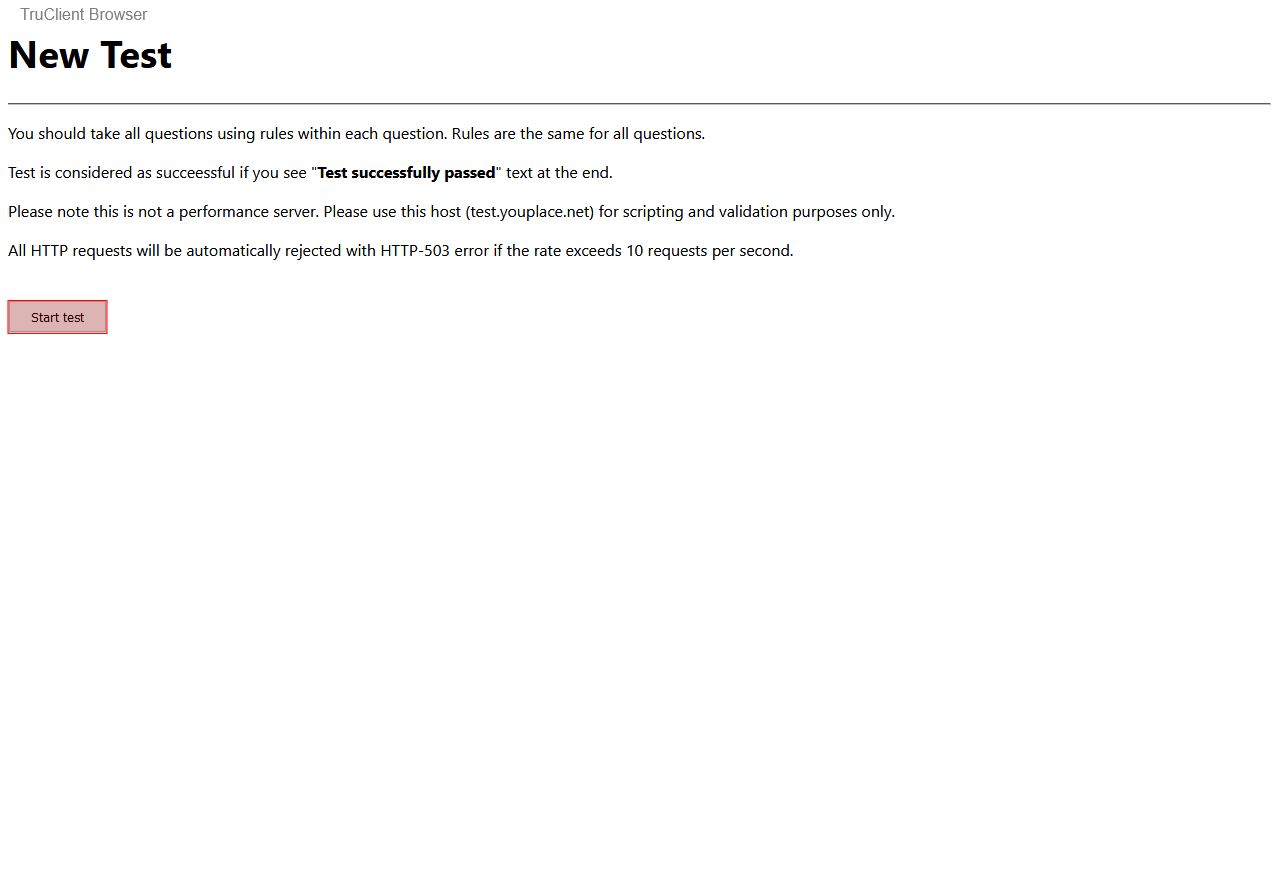 TruClient Browser
New Test
You should take all questions using rules within each question. Rules are the same for all questions.
Test is considered as succeessful if you see "Test successfully passed" text at the end.
Please note this is not a performance server. Please use this host (test.youplace.net) for scripting and validation purposes only.
All HTTP requests will be automatically rejected with HTTP-503 error if the rate exceeds 10 requests per second.
Start test